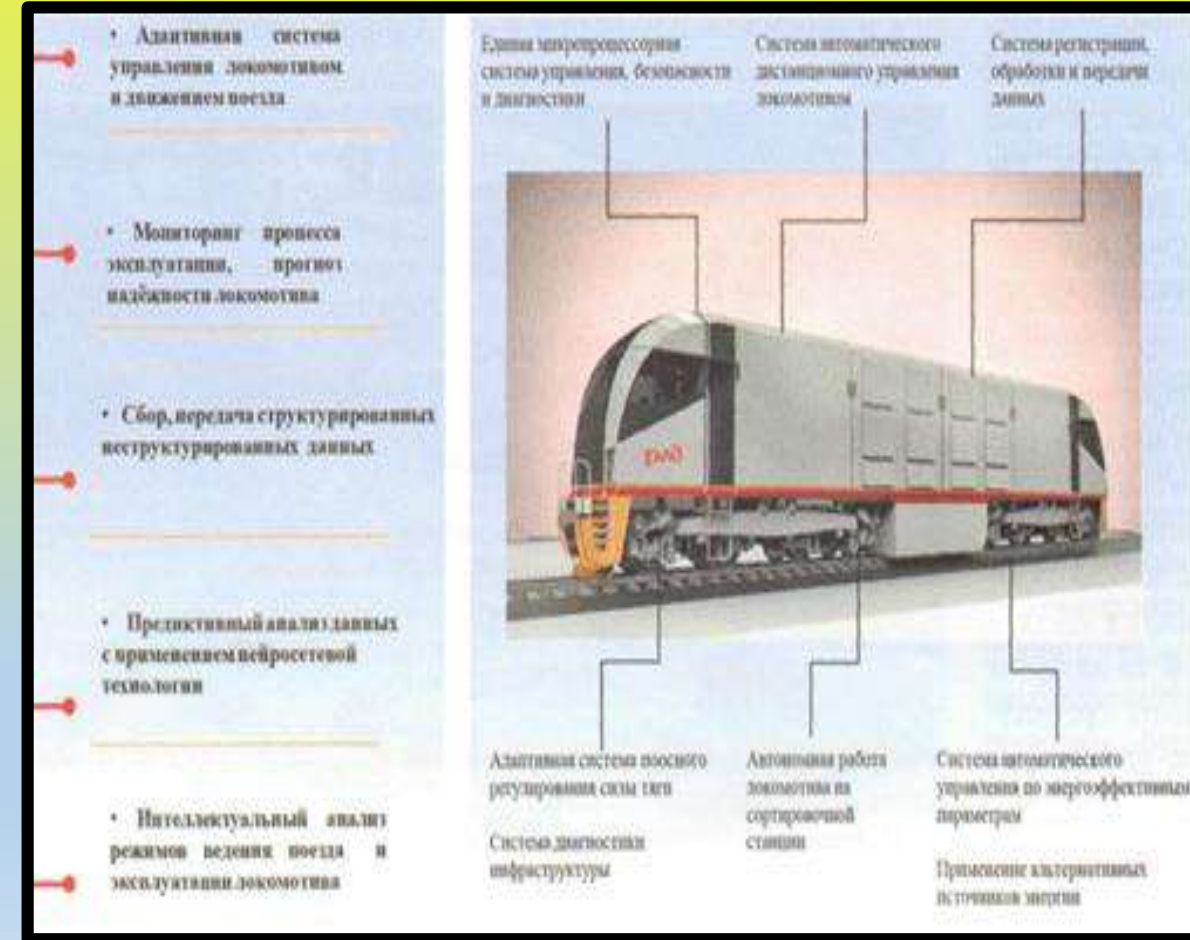 • Адаптивная система
управления локомотивом
и движением поезда
• Мониторинг процесса
эксплуатации, прогноз
надёжности локомотива
• Сбор, передача структурированных
неструктурированных данных
• Предиктивный анализ данных
с применением нейросетевой
технологии
• Интеллектуальный анализ
режимов ведения поезда и
эксплуатации локомотива
Единая микропроцессорная
система управления, безопасности
и диагностики
Система автоматического
дистанционного управления
локомотивом
Система регистрации,
обработки и передачи
данных
ржд
Адаптивная система поосного
регулирования силы тяги
Система диагностики
инфраструктуры
Автономная работа
локомотива на
сортировочной
станции
Система автоматического
управления по энергоэффективным
параметрам
Применение альтернативных
источников энергии